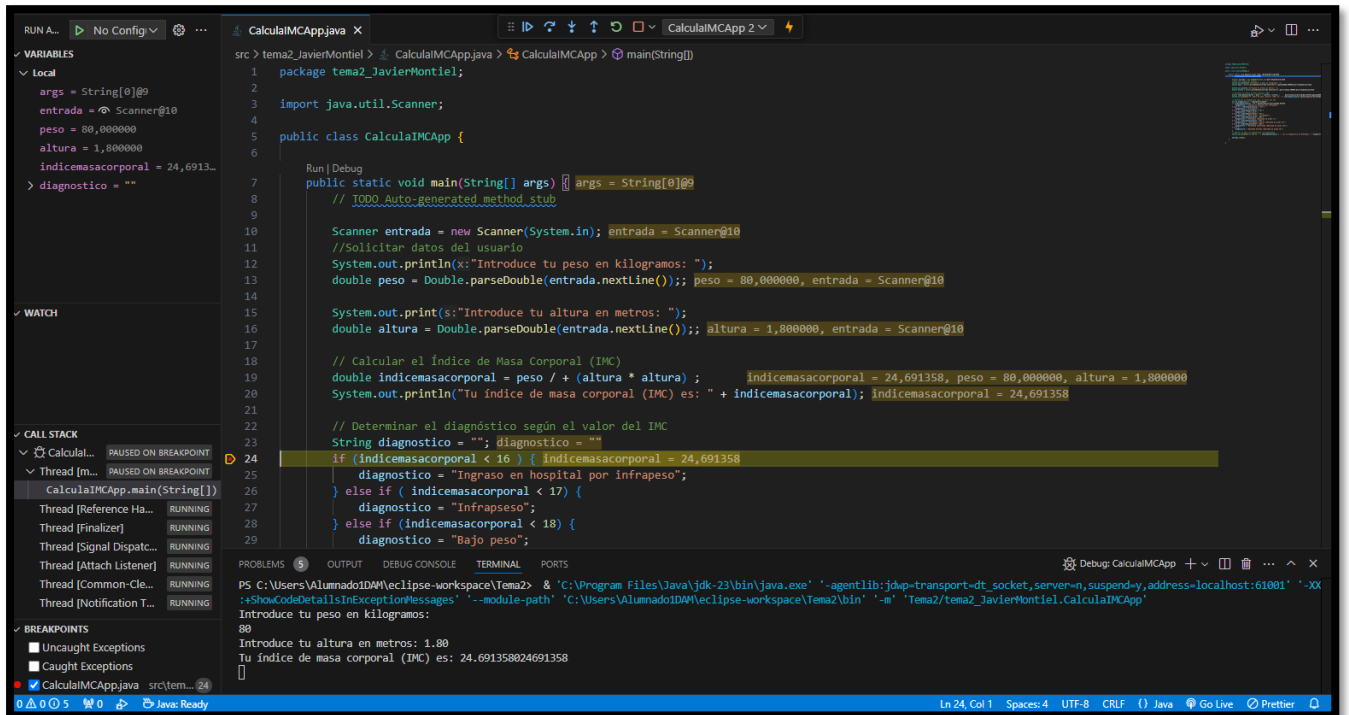 RUN A... No Configu ...
VARIABLES
Local
args = String[0]@9
entrada = Scanner@10
peso = 80,000000
altura = 1,800000
indicemasacorporal = 24,6913...
diagnostico = ""
WATCH
CALL STACK
Calculal... PAUSED ON BREAKPOINT
Thread [m... PAUSED ON BREAKPOINT
CalculaIMCApp.main(String[])
Thread [Reference Ha... RUNNING
Thread [Finalizer] RUNNING
Thread [Signal Dispatc... RUNNING
Thread [Attach Listener] RUNNING
Thread [Common-Cle... RUNNING
Thread [Notification T... RUNNING
BREAKPOINTS
Uncaught Exceptions
Caught Exceptions
CalculaIMCApp.java src\tem... 24
CalculaIMCApp.java CalculaIMCApp 2
src > tema2_JavierMontiel > CalculaIMCApp.java > CalculaIMCApp > main(String[])
1 package tema2_JavierMontiel;
2
3 import java.util.Scanner;
4
5 public class CalculaIMCApp {
6
Run | Debug
7 public static void main(String[] args) { args = String[0]@9
8 // TODO Auto-generated method stub
9
10 Scanner entrada = new Scanner(System.in); entrada = Scanner@10
11 //Solicitar datos del usuario
12 System.out.println(x:"Introduce tu peso en kilogramos: ");
13 double peso = Double.parseDouble(entrada.nextLine());; peso = 80,000000, entrada = Scanner@10
14
15 System.out.print(s:"Introduce tu altura en metros: ");
16 double altura = Double.parseDouble(entrada.nextLine());; altura = 1,800000, entrada = Scanner@10
17
18 // Calcular el Índice de Masa Corporal (IMC)
19 double indicemasacorporal = peso / + (altura * altura) ; indicemasacorporal = 24,691358, peso = 80,000000, altura = 1,800000
20 System.out.println("Tu índice de masa corporal (IMC) es: " + indicemasacorporal); indicemasacorporal = 24,691358
21
22 // Determinar el diagnóstico según el valor del IMC
23 String diagnostico = ""; diagnostico = ""
24 if (indicemasacorporal < 16 ) { indicemasacorporal = 24,691358
25 diagnostico = "Ingraso en hospital por infrapeso";
26 } else if ( indicemasacorporal < 17) {
27 diagnostico = "Infrapseso";
28 } else if (indicemasacorporal < 18) {
29 diagnostico = "Bajo peso";
PROBLEMS 5 OUTPUT DEBUG CONSOLE TERMINAL PORTS Debug: CalculaIMCApp
PS C:\Users\Alumnado1DAM\eclipse-workspace\Tema2> & 'C:\Program Files\Java\jdk-23\bin\java.exe' '-agentlib:jdwp=transport=dt_socket,server=n,suspend=y,address=localhost:61001' '-XX
:+ShowCodeDetailsInExceptionMessages' '--module-path' 'C:\Users\Alumnado1DAM\eclipse-workspace\Tema2\bin' '-m' 'Tema2/tema2_JavierMontiel.CalculaIMCApp'
Introduce tu peso en kilogramos:
80
Introduce tu altura en metros: 1.80
Tu índice de masa corporal (IMC) es: 24.691358024691358
0 0 5 0 Java: Ready Ln 24, Col 1 Spaces: 4 UTF-8 CRLF {} Java Go Live Prettier